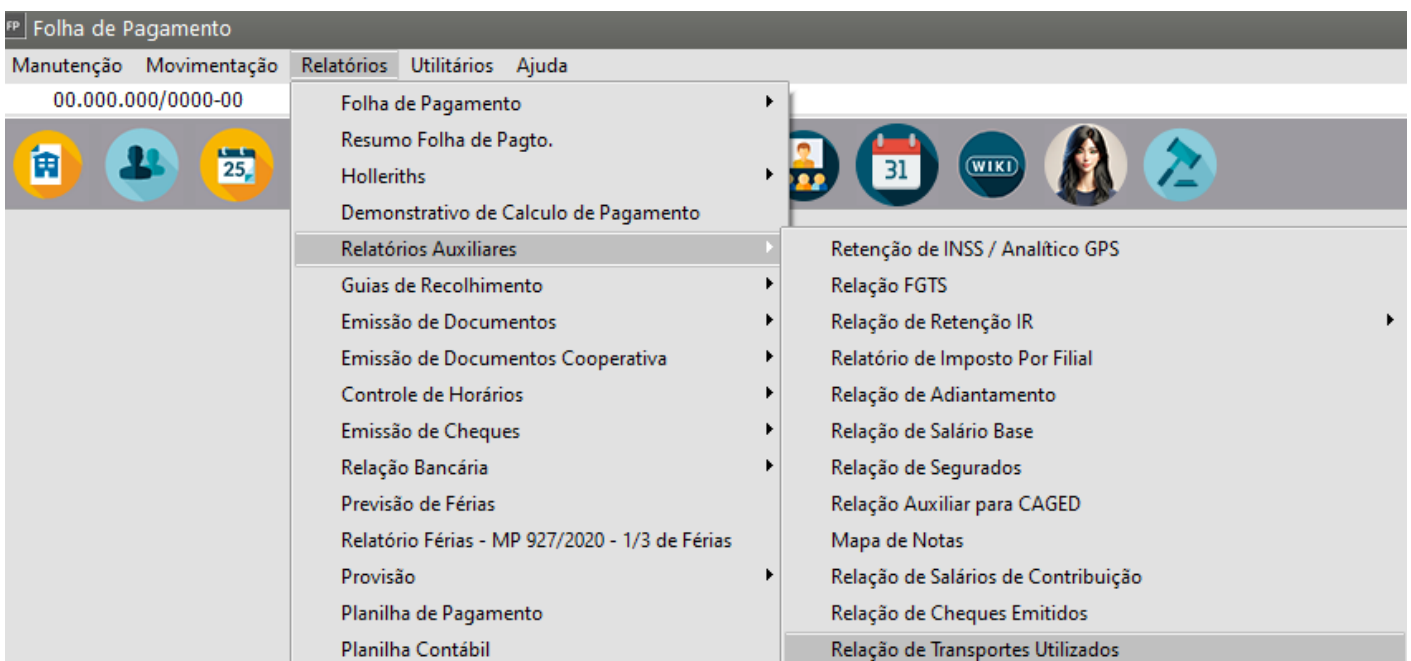 FP Folha de Pagamento
Manutenção Movimentação Relatórios Utilitários Ajuda
00.000.000/0000-00
25
31
WIKI
Folha de Pagamento
Resumo Folha de Pagto.
Holleriths
Demonstrativo de Calculo de Pagamento
Relatórios Auxiliares
Guias de Recolhimento
Emissão de Documentos
Emissão de Documentos Cooperativa
Controle de Horários
Emissão de Cheques
Relação Bancária
Previsão de Férias
Relatório Férias - MP 927/2020 - 1/3 de Férias
Provisão
Planilha de Pagamento
Planilha Contábil
Retenção de INSS / Analítico GPS
Relação FGTS
Relação de Retenção IR
Relatório de Imposto Por Filial
Relação de Adiantamento
Relação de Salário Base
Relação de Segurados
Relação Auxiliar para CAGED
Mapa de Notas
Relação de Salários de Contribuição
Relação de Cheques Emitidos
Relação de Transportes Utilizados